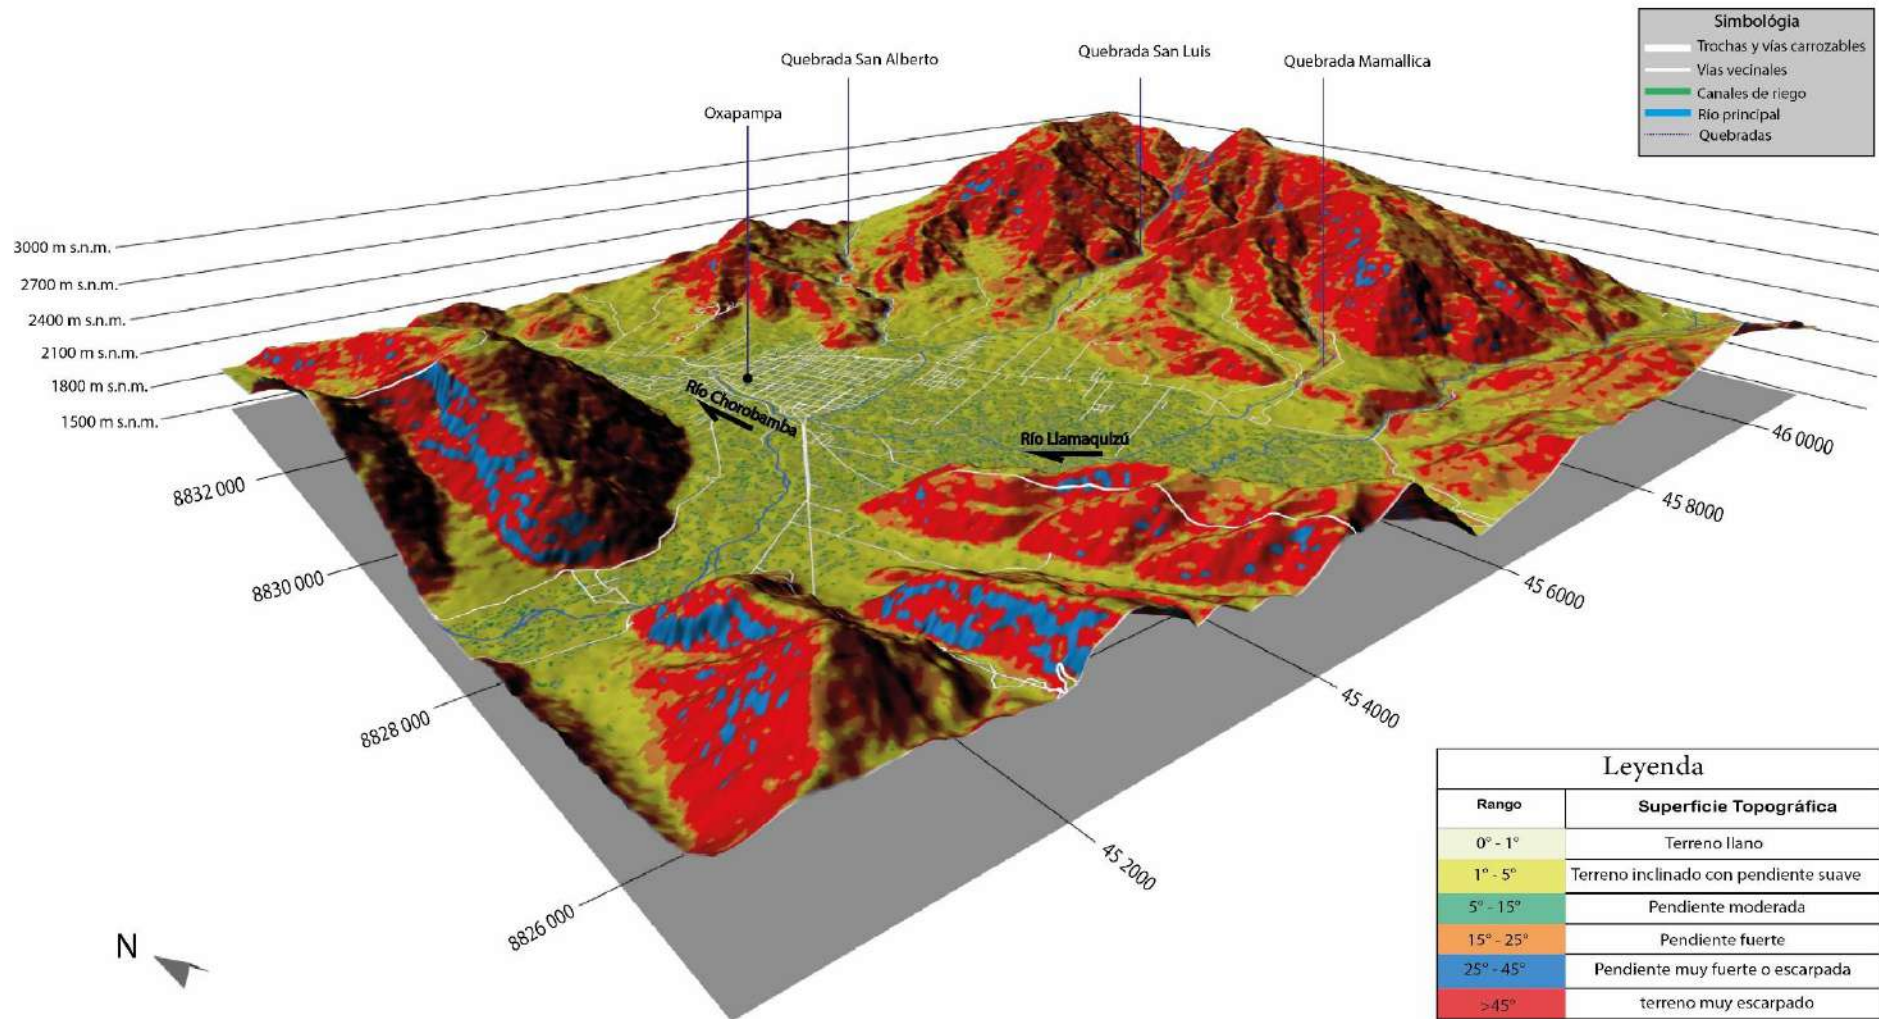 Simbológia
Trochas y vías carrozables
Vías vecinales
Canales de riego
Río principal
Quebradas
Quebrada San Luis
Quebrada San Alberto
Quebrada Mamallica
Oxapampa
3000 m s.n.m.
2700 m s.n.m.
2400 m s.n.m.
2100 m s.n.m.
1800 m s.n.m.
1500 m s.n.m.
Río Chorobamba
Río Llamaquizú
46 0000
45 8000
45 6000
45 4000
45 2000
8832 000
8830 000
8828 000
8826 000
N
Leyenda
Rango Superficie Topográfica
0° - 1° Terreno llano
1° - 5° Terreno inclinado con pendiente suave
5° - 15° Pendiente moderada
15° - 25° Pendiente fuerte
25° - 45° Pendiente muy fuerte o escarpada
>45° terreno muy escarpado